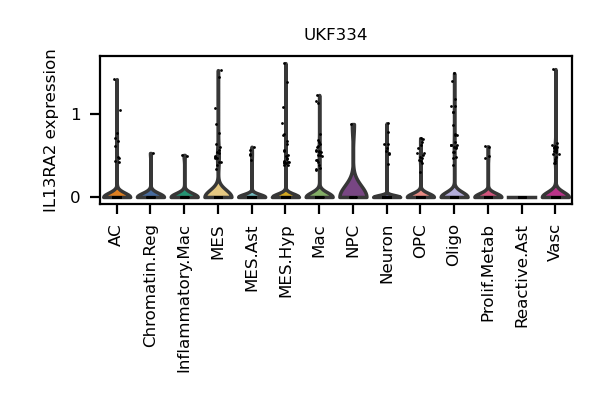 UKF334
IL13RA2 expression
1
0
AC
Chromatin.Reg
Inflammatory.Mac
MES
MES.Ast
MES.Hyp
Mac
NPC
Neuron
OPC
Oligo
Prolif.Metab
Reactive.Ast
Vasc